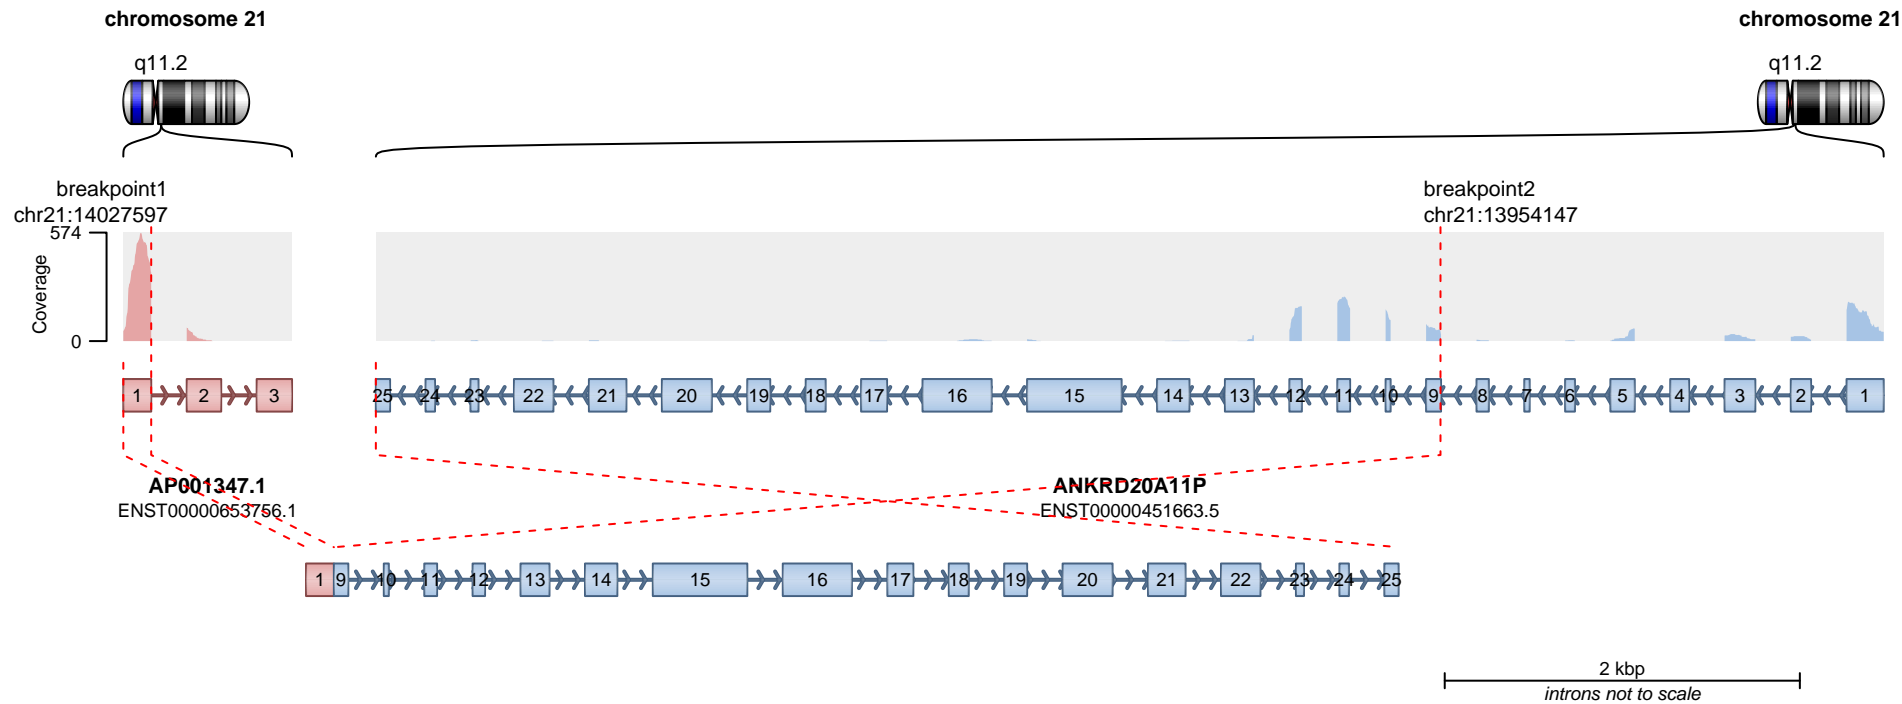 chromosome 21
chromosome 21
q11.2
q11.2
breakpoint1
chr21:14027597
breakpoint2
chr21:13954147
574
Coverage
0
1 2 3
25 24 23 22 21 20 19 18 17 16 15 14 13 12 11 10 9 8 7 6 5 4 3 2 1
AP001347.1
ENST00000653756.1
ANKRD20A11P
ENST00000451663.5
1 9 10 11 12 13 14 15 16 17 18 19 20 21 22 23 24 25
2 kbp
introns not to scale